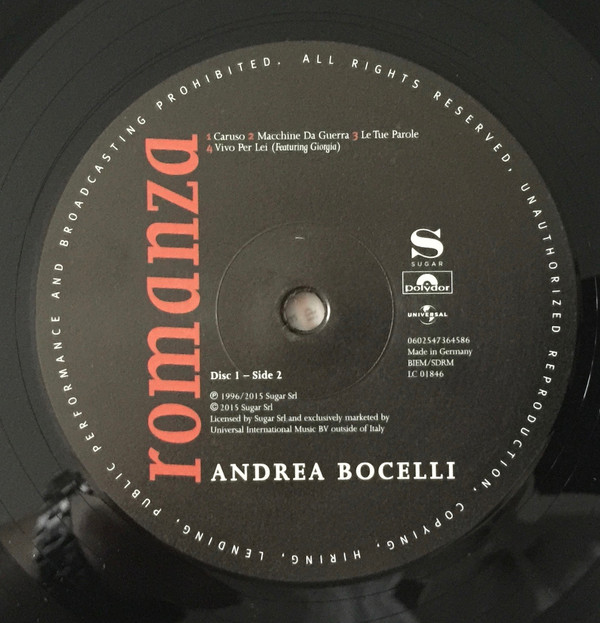 romanza
1 Caruso 2 Macchine Da Guerra 3 Le Tue Parole
4 Vivo Per Lei (Featuring Giorgia)
S
SUGAR
polydor
UNIVERSAL
0602547364586
Made in Germany
BIEM/SDRM
LC 01846
Disc 1 – Side 2
℗ 1996/2015 Sugar Srl
© 2015 Sugar Srl
Licensed by Sugar Srl and exclusively marketed by
Universal International Music BV outside of Italy
ANDREA BOCELLI
ALL RIGHTS RESERVED, UNAUTHORIZED REPRODUCTION, COPYING, HIRING, LENDING, PUBLIC PERFORMANCE AND BROADCASTING PROHIBITED.